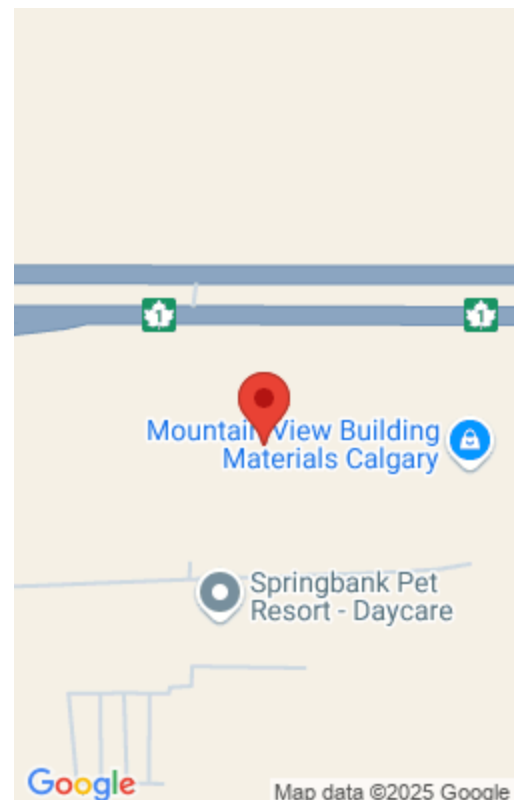 1 1
Mountain View Building
Materials Calgary
Springbank Pet
Resort - Daycare
Google
Map data ©2025 Google